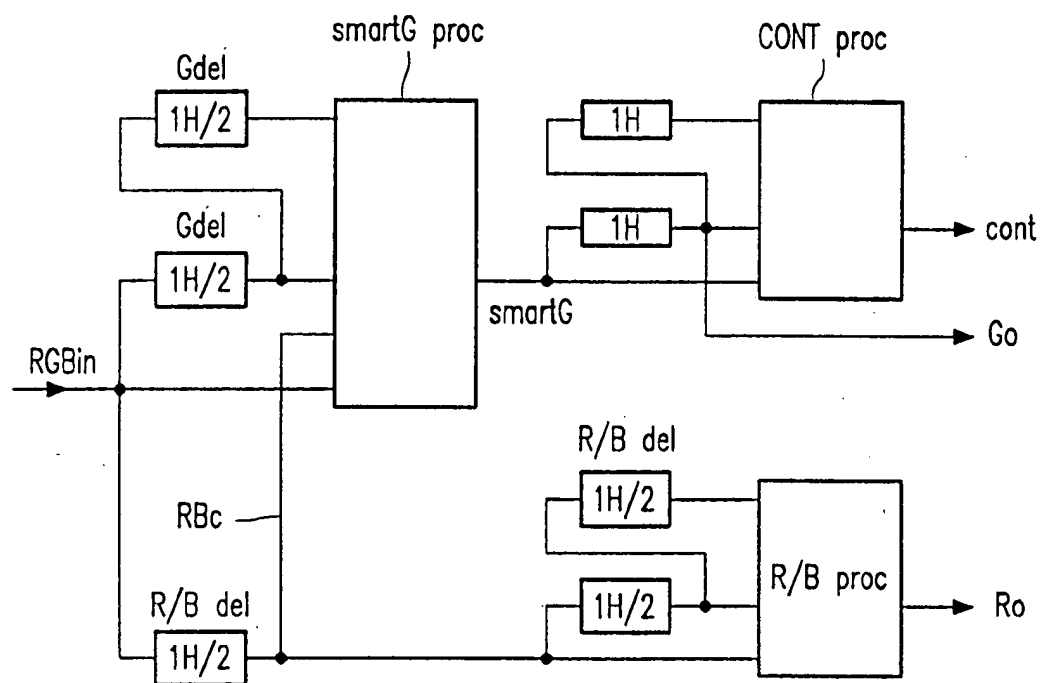 smartG proc
CONT proc
Gdel
1H/2
1H
Gdel
1H/2
1H
cont
smartG
Go
RGBin
R/B del
1H/2
RBc
R/B proc
R/B del
1H/2
1H/2
Ro